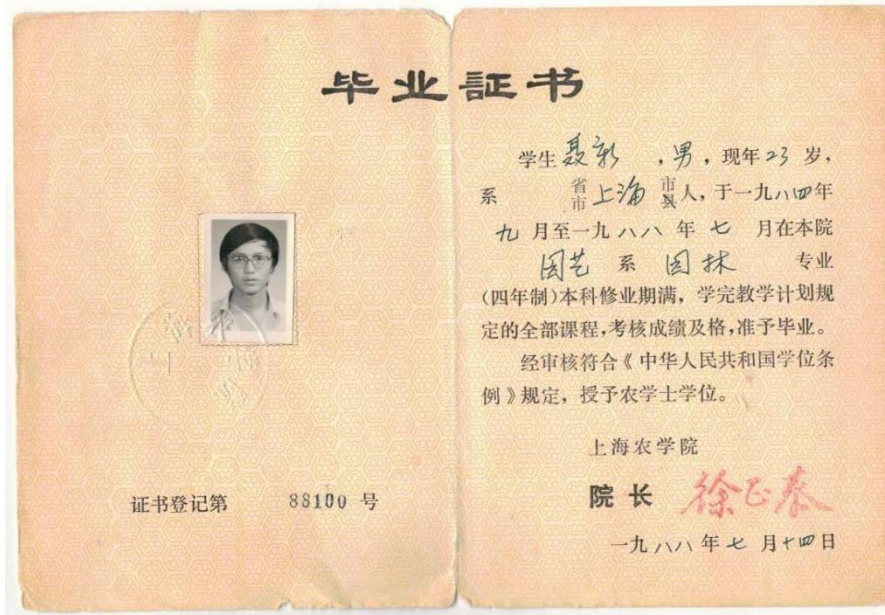 毕业証书
学生聂新,男,现年23岁,
系 省市上海市县人,于一九八四年
九月至一九八八年七月在本院
园艺系园林专业
(四年制)本科修业期满,学完教学计划规
定的全部课程,考核成绩及格,准予毕业。
经审核符合《中华人民共和国学位条
例》规定,授予农学士学位。
上海农学院
院长 徐正泰
一九八八年七月十四日
证书登记第 88100 号